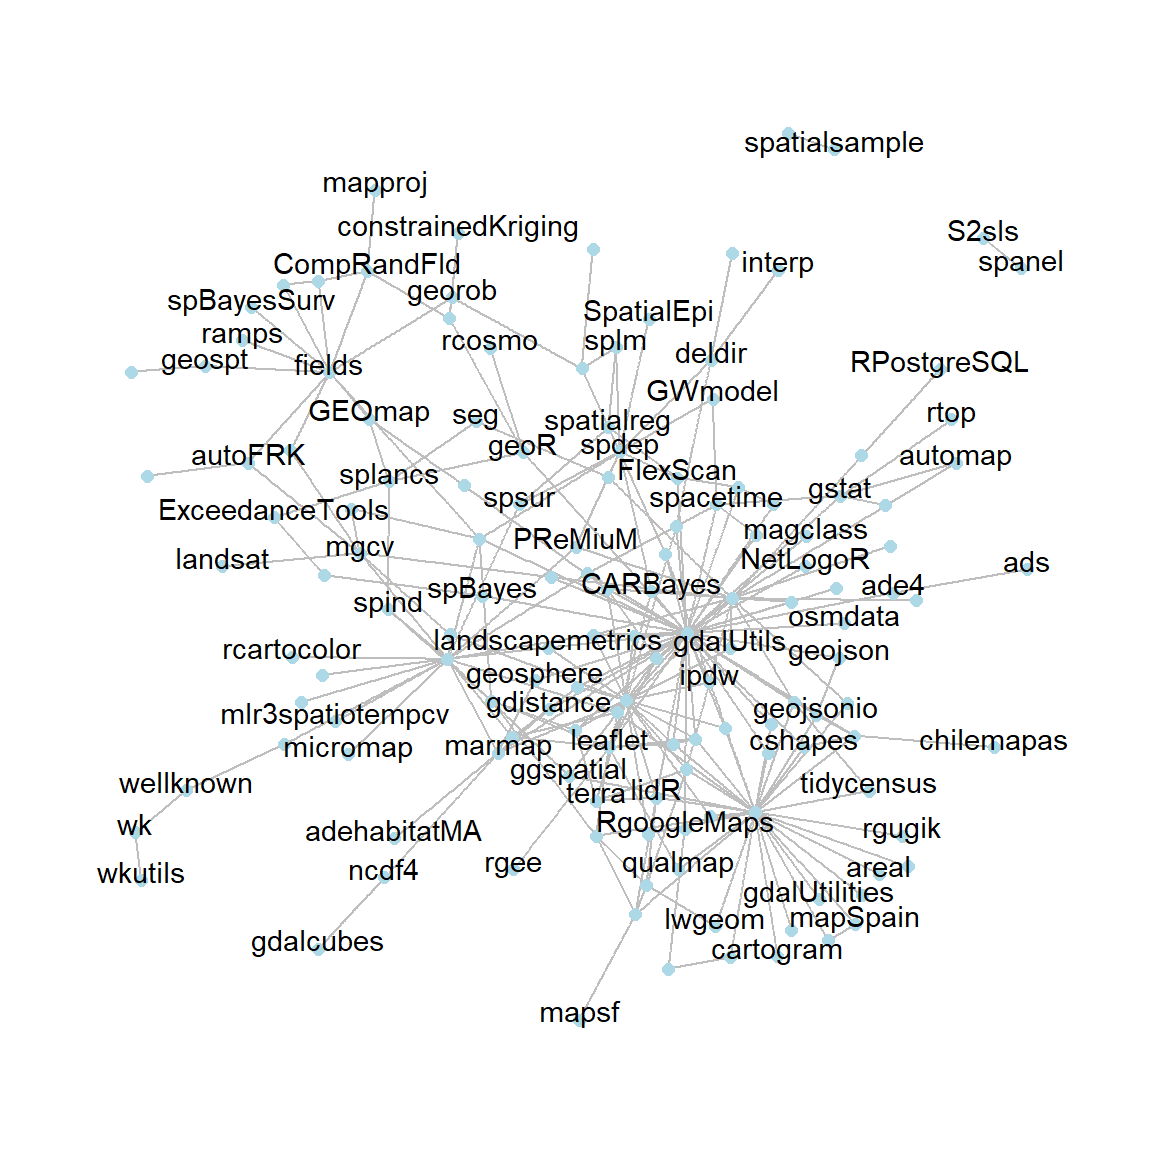 spatialsample
mapproj
constrainedKriging
S2sls
CompRandFld
interp
spanel
georob
spBayesSurv
SpatialEpi
ramps
rcosmo
splm
deldir
geospt
fields
RPostgreSQL
GWmodel
GEOmap
seg
spatialreg
rtop
geoR
spdep
autoFRK
automap
splancs
FlexScan
spsur
spacetime
gstat
ExceedanceTools
magclass
PReMiuM
mgcv
landsat
NetLogoR
ads
CARBayes
ade4
spBayes
spind
osmdata
landscapemetrics
gdalUtils
rcartocolor
geojson
geosphere
ipdw
gdistance
geojsonio
mlr3spatiotempcv
leaflet
cshapes
chilemapas
micromap
marmap
ggspatial
wellknown
tidycensus
terra
lidR
wk
adehabitatMA
RgoogleMaps
rgugik
wkutils
ncdf4
rgee
qualmap
areal
gdalUtilities
lwgeom
mapSpain
gdalcubes
cartogram
mapsf